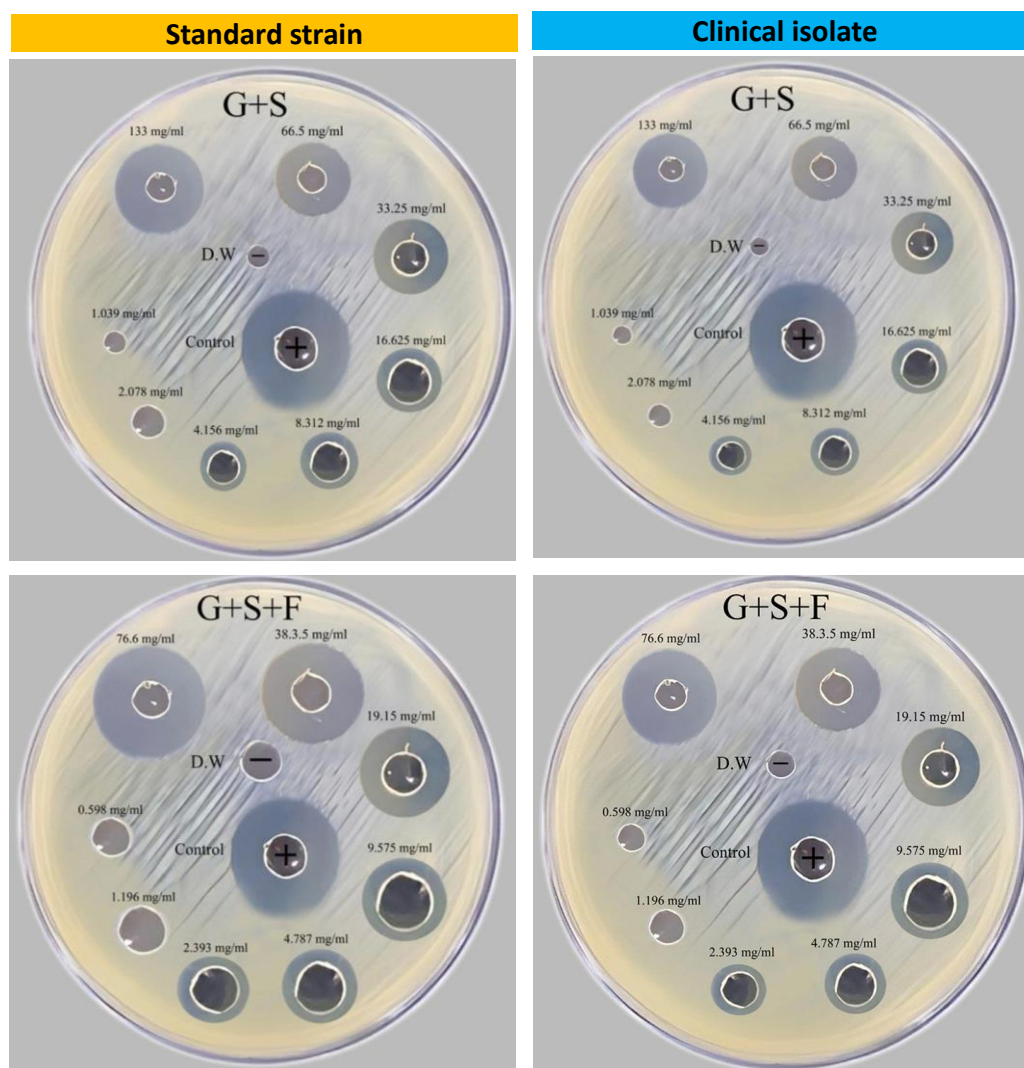 Standard strain
Clinical isolate
G+S
133 mg/ml
66.5 mg/ml
33.25 mg/ml
D.W −
1.039 mg/ml
Control +
16.625 mg/ml
2.078 mg/ml
4.156 mg/ml
8.312 mg/ml
G+S
133 mg/ml
66.5 mg/ml
33.25 mg/ml
D.W −
1.039 mg/ml
Control +
16.625 mg/ml
2.078 mg/ml
4.156 mg/ml
8.312 mg/ml
G+S+F
76.6 mg/ml
38.3.5 mg/ml
19.15 mg/ml
D.W −
0.598 mg/ml
Control +
9.575 mg/ml
1.196 mg/ml
2.393 mg/ml
4.787 mg/ml
G+S+F
76.6 mg/ml
38.3.5 mg/ml
19.15 mg/ml
D.W −
0.598 mg/ml
Control +
9.575 mg/ml
1.196 mg/ml
2.393 mg/ml
4.787 mg/ml